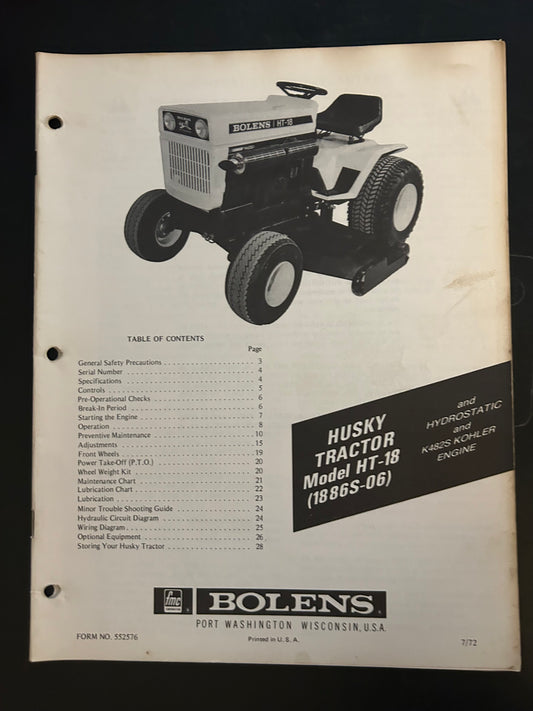 BOLENS HT-18
TABLE OF CONTENTS
Page
General Safety Precautions . . . . . . . . . . . . . . . . . . 3
Serial Number . . . . . . . . . . . . . . . . . . 4
Specifications . . . . . . . . . . . . . . . . . . 4
Controls . . . . . . . . . . . . . . . . . . 5
Pre-Operational Checks . . . . . . . . . . . . . . . . . . 6
Break-In Period . . . . . . . . . . . . . . . . . . 6
Starting the Engine . . . . . . . . . . . . . . . . . . 7
Operation . . . . . . . . . . . . . . . . . . 8
Preventive Maintenance . . . . . . . . . . . . . . . . . . 10
Adjustments . . . . . . . . . . . . . . . . . . 15
Front Wheels . . . . . . . . . . . . . . . . . . 19
Power Take-Off (P.T.O.) . . . . . . . . . . . . . . . . . . 20
Wheel Weight Kit . . . . . . . . . . . . . . . . . . 20
Maintenance Chart . . . . . . . . . . . . . . . . . . 21
Lubrication Chart . . . . . . . . . . . . . . . . . . 22
Lubrication . . . . . . . . . . . . . . . . . . 23
Minor Trouble Shooting Guide . . . . . . . . . . . . . . . . . . 24
Hydraulic Circuit Diagram . . . . . . . . . . . . . . . . . . 24
Wiring Diagram . . . . . . . . . . . . . . . . . . 25
Optional Equipment . . . . . . . . . . . . . . . . . . 26
Storing Your Husky Tractor . . . . . . . . . . . . . . . . . . 28
HUSKY
TRACTOR
Model HT-18
(1886S-06)
and
HYDROSTATIC
and
K482S KOHLER
ENGINE
fmc
BOLENS
PORT WASHINGTON WISCONSIN, U.S.A.
FORM NO. 552576
Printed in U. S. A.
7/72